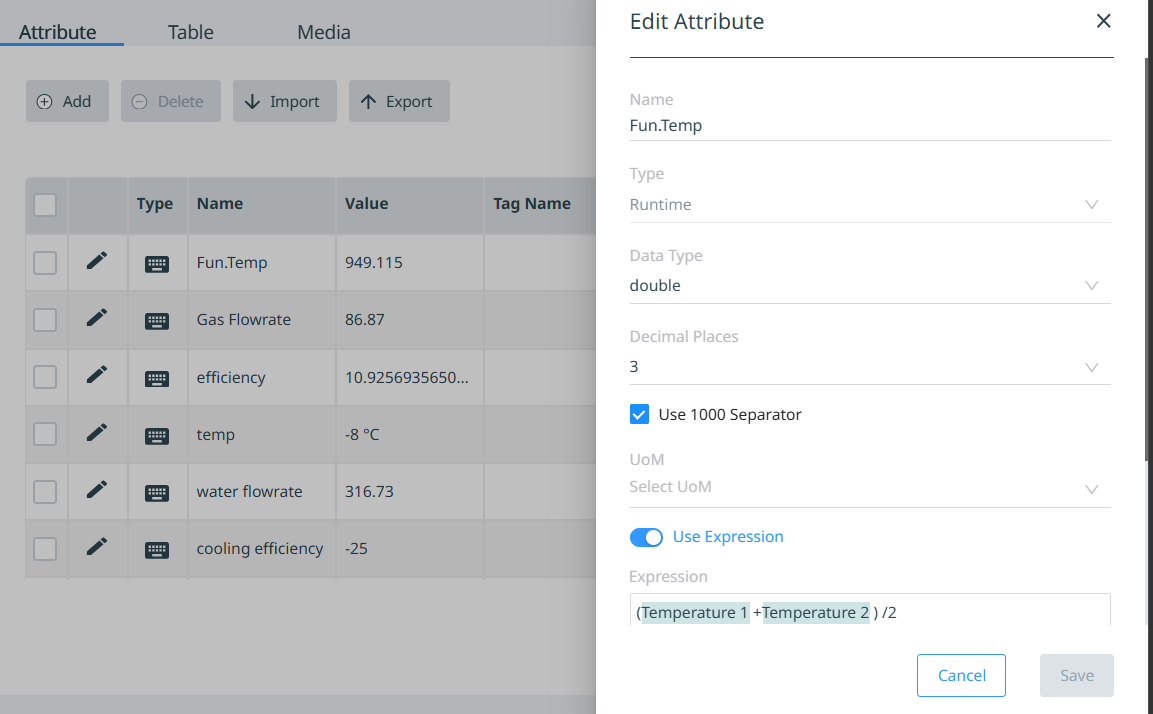 Attribute Table Media
Add Delete Import Export
Type Name Value Tag Name
Fun.Temp 949.115
Gas Flowrate 86.87
efficiency 10.9256935650...
temp -8 °C
water flowrate 316.73
cooling efficiency -25
Edit Attribute
Name
Fun.Temp
Type
Runtime
Data Type
double
Decimal Places
3
Use 1000 Separator
UoM
Select UoM
Use Expression
Expression
(Temperature 1 +Temperature 2 ) /2
Cancel Save